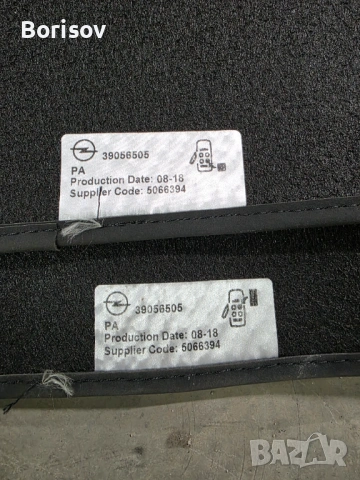 Borisov
39056505
PA
Production Date: 08-18
Supplier Code: 5066394
39056505
PA
Production Date: 08-18
Supplier Code: 5066394
BAZAR